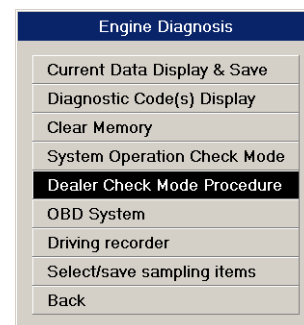 Engine Diagnosis
Current Data Display & Save
Diagnostic Code(s) Display
Clear Memory
System Operation Check Mode
Dealer Check Mode Procedure
OBD System
Driving recorder
Select/save sampling items
Back